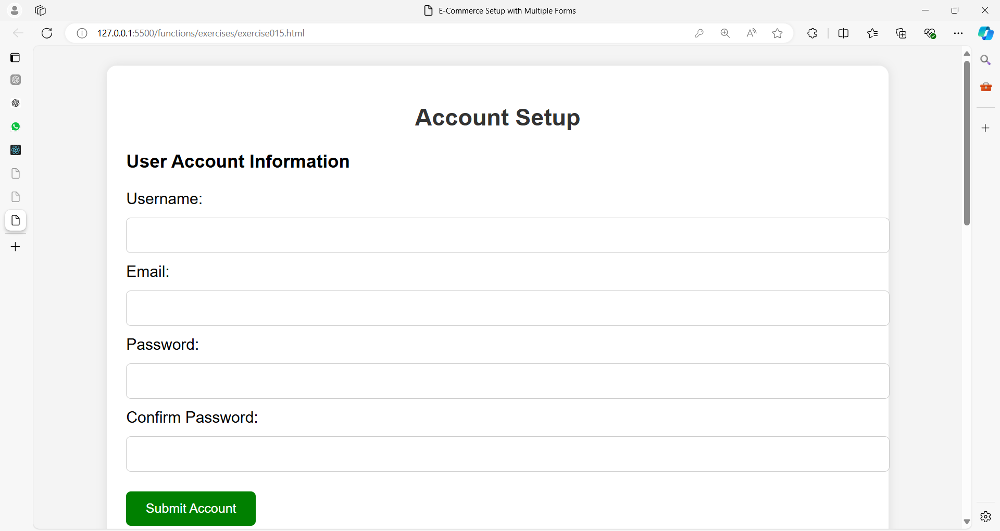 E-Commerce Setup with Multiple Forms
127.0.0.1:5500/functions/exercises/exercise015.html
Account Setup
User Account Information
Username:
Email:
Password:
Confirm Password:
Submit Account